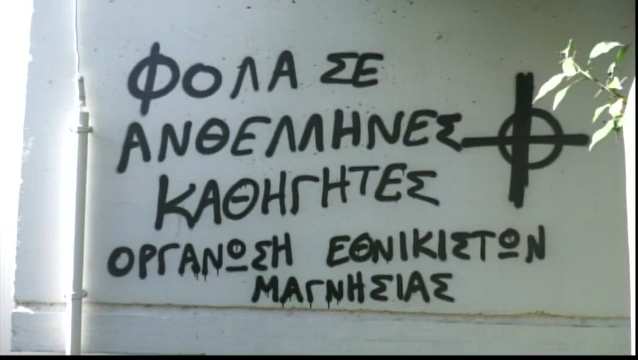 ΦΟΛΑ ΣΕ
ΑΝΘΕΛΛΗΝΕΣ
ΚΑΘΗΓΗΤΕΣ
ΟΡΓΑΝΩΣΗ ΕΘΝΙΚΙΣΤΩΝ
ΜΑΓΝΗΣΙΑΣ